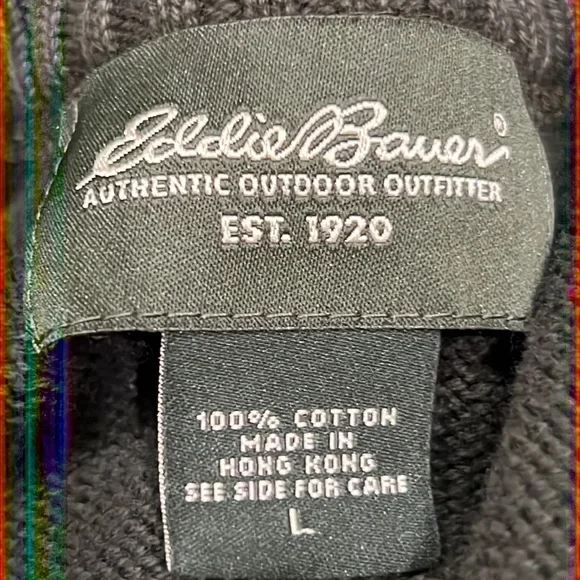 Eddie Bauer®
AUTHENTIC OUTDOOR OUTFITTER
EST. 1920
100% COTTON
MADE IN
HONG KONG
SEE SIDE FOR CARE
L